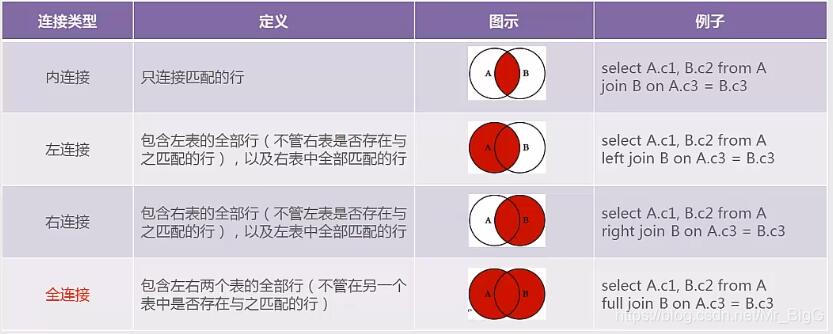 连接类型 定义 图示 例子
内连接 只连接匹配的行 A B select A.c1, B.c2 from A
join B on A.c3 = B.c3
左连接 包含左表的全部行（不管右表是否存在与
之匹配的行），以及右表中全部匹配的行 A B select A.c1, B.c2 from A
left join B on A.c3 = B.c3
右连接 包含右表的全部行（不管左表是否存在与
之匹配的行），以及左表中全部匹配的行 A B select A.c1, B.c2 from A
right join B on A.c3 = B.c3
全连接 包含左右两个表的全部行（不管在另一个
表中是否存在与之匹配的行） A B select A.c1, B.c2 from A
full join B on A.c3 = B.c3
https://blog.csdn.net/Mr_BigG